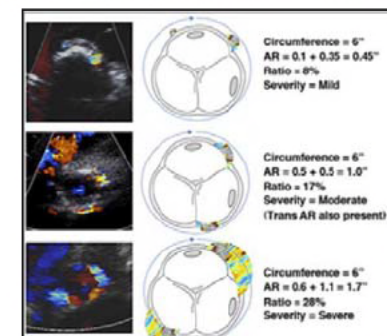 Circumference = 6"
AR = 0.1 + 0.35 = 0.45"
Ratio = 8%
Severity = Mild
Circumference = 6"
AR = 0.5 + 0.5 = 1.0"
Ratio = 17%
Severity = Moderate
(Trans AR also present)
Circumference = 6"
AR = 0.6 + 1.1 = 1.7"
Ratio = 28%
Severity = Severe